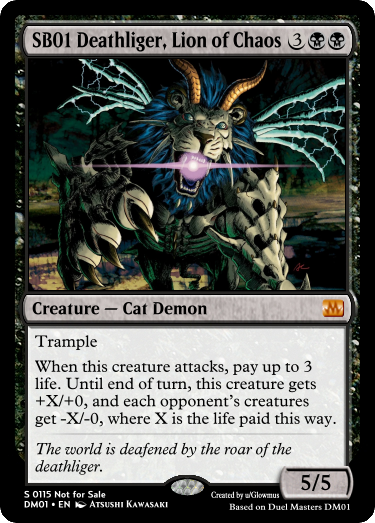 SB01 Deathliger, Lion of Chaos 3
Creature — Cat Demon
Trample
When this creature attacks, pay up to 3
life. Until end of turn, this creature gets
+X/+0, and each opponent's creatures
get -X/-0, where X is the life paid this way.
The world is deafened by the roar of the
deathliger.
5/5
S 0115 Not for Sale
DM01 • EN Atsushi Kawasaki
Created by u/Glowmus
Based on Duel Masters DM01